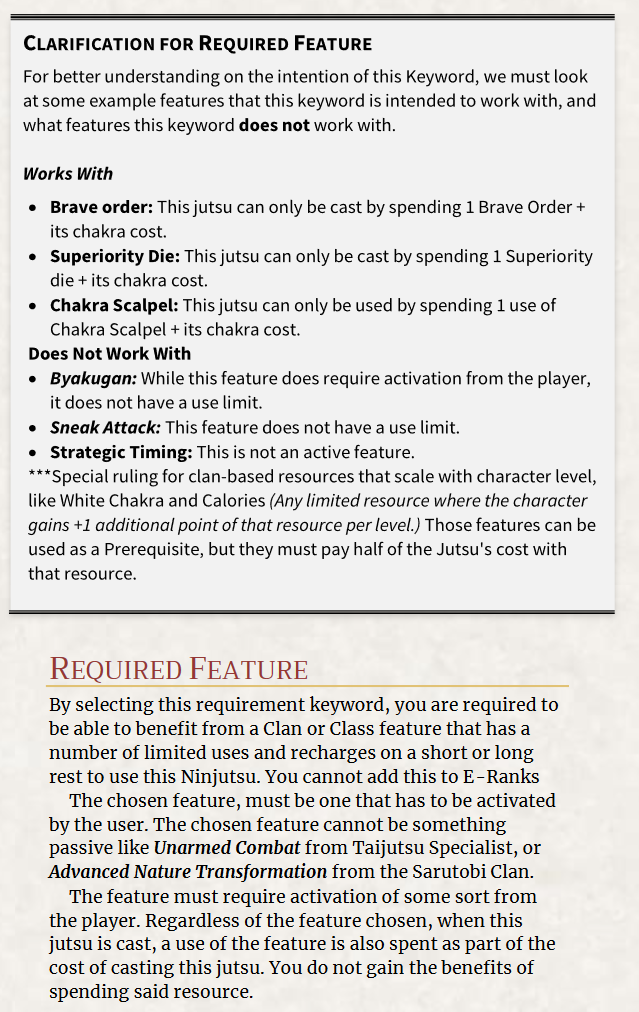 Clarification for Required Feature
For better understanding on the intention of this Keyword, we must look
at some example features that this keyword is intended to work with, and
what features this keyword does not work with.
Works With
• Brave order: This jutsu can only be cast by spending 1 Brave Order +
its chakra cost.
• Superiority Die: This jutsu can only be cast by spending 1 Superiority
die + its chakra cost.
• Chakra Scalpel: This jutsu can only be used by spending 1 use of
Chakra Scalpel + its chakra cost.
Does Not Work With
• Byakugan: While this feature does require activation from the player,
it does not have a use limit.
• Sneak Attack: This feature does not have a use limit.
• Strategic Timing: This is not an active feature.
***Special ruling for clan-based resources that scale with character level,
like White Chakra and Calories (Any limited resource where the character
gains +1 additional point of that resource per level.) Those features can be
used as a Prerequisite, but they must pay half of the Jutsu's cost with
that resource.
Required Feature
By selecting this requirement keyword, you are required to
be able to benefit from a Clan or Class feature that has a
number of limited uses and recharges on a short or long
rest to use this Ninjutsu. You cannot add this to E-Ranks
The chosen feature, must be one that has to be activated
by the user. The chosen feature cannot be something
passive like Unarmed Combat from Taijutsu Specialist, or
Advanced Nature Transformation from the Sarutobi Clan.
The feature must require activation of some sort from
the player. Regardless of the feature chosen, when this
jutsu is cast, a use of the feature is also spent as part of the
cost of casting this jutsu. You do not gain the benefits of
spending said resource.